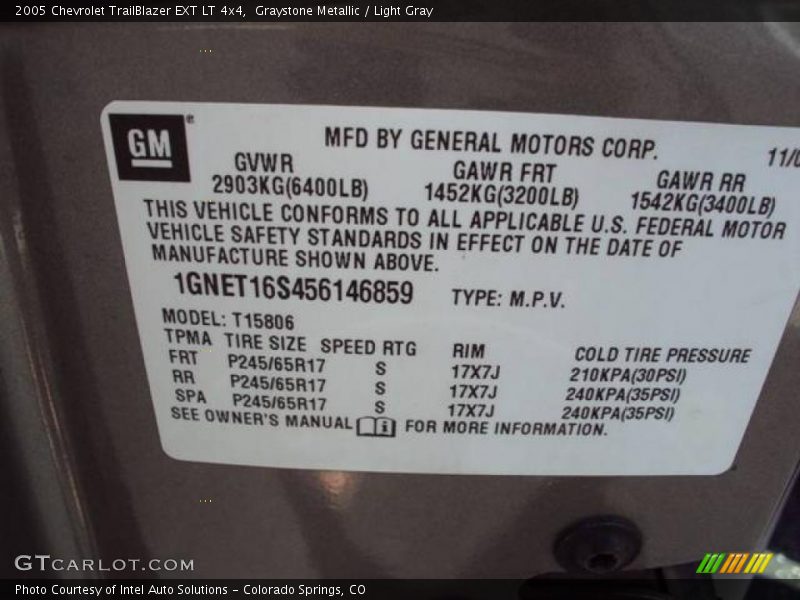 2005 Chevrolet TrailBlazer EXT LT 4x4, Graystone Metallic / Light Gray
GM®
MFD BY GENERAL MOTORS CORP.
11/0
GVWR GAWR FRT GAWR RR
2903KG(6400LB) 1452KG(3200LB) 1542KG(3400LB)
THIS VEHICLE CONFORMS TO ALL APPLICABLE U.S. FEDERAL MOTOR
VEHICLE SAFETY STANDARDS IN EFFECT ON THE DATE OF
MANUFACTURE SHOWN ABOVE.
1GNET16S456146859 TYPE: M.P.V.
MODEL: T15806
TPMA TIRE SIZE SPEED RTG RIM COLD TIRE PRESSURE
FRT P245/65R17 S 17X7J 210KPA(30PSI)
RR P245/65R17 S 17X7J 240KPA(35PSI)
SPA P245/65R17 S 17X7J 240KPA(35PSI)
SEE OWNER'S MANUAL i FOR MORE INFORMATION.
GTCARLOT.COM
Photo Courtesy of Intel Auto Solutions - Colorado Springs, CO